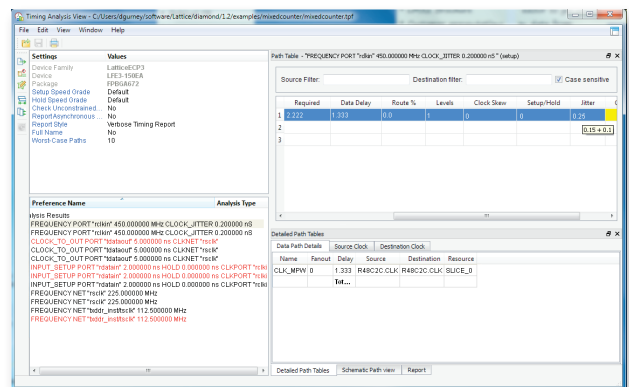 Timing Analysis View - C:/Users/dgurney/software/Lattice/diamond/1.2/examples/mixedcounter/mixedcounter.tpf
File Edit View Window Help
Settings Values
Device Family LatticeECP3
Device LFE3-150EA
Package FPBGA672
Setup Speed Grade Default
Hold Speed Grade Default
Check Unconstrained... No
Report Asynchronous ... No
Report Style Verbose Timing Report
Full Name No
Worst-Case Paths 10
Preference Name Analysis Type
lysis Results
FREQUENCY PORT "rclkin" 450.000000 MHz CLOCK_JITTER 0.200000 nS
FREQUENCY PORT "rclkin" 450.000000 MHz CLOCK_JITTER 0.200000 nS
CLOCK_TO_OUT PORT "tdataout" 5.000000 ns CLKNET "rsclk"
CLOCK_TO_OUT PORT "tdataout" 5.000000 ns CLKNET "rsclk"
CLOCK_TO_OUT PORT "tdataout" 5.000000 ns CLKNET "rsclk"
INPUT_SETUP PORT "rdatain" 2.000000 ns HOLD 0.000000 ns CLKPORT "rclki
INPUT_SETUP PORT "rdatain" 2.000000 ns HOLD 0.000000 ns CLKPORT "rclki
INPUT_SETUP PORT "rdatain" 2.000000 ns HOLD 0.000000 ns CLKPORT "rclki
FREQUENCY NET "rsclk" 225.000000 MHz
FREQUENCY NET "rsclk" 225.000000 MHz
FREQUENCY NET "txddr_inst/tsclk" 112.500000 MHz
FREQUENCY NET "txddr_inst/tsclk" 112.500000 MHz
Path Table - "FREQUENCY PORT "rclkin" 450.000000 MHz CLOCK_JITTER 0.200000 nS " (setup)
Source Filter: Destination filter: Case sensitive
Required Data Delay Route % Levels Clock Skew Setup/Hold Jitter
1 2.222 1.333 0.0 1 0 0 0.25
2 0.15 + 0.1
3
Detailed Path Tables
Data Path Details Source Clock Destination Clock
Name Fanout Delay Source Destination Resource
CLK_MPW 0 1.333 R48C2C.CLK R48C2C.CLK SLICE_0
Tot...
Detailed Path Tables Schematic Path view Report